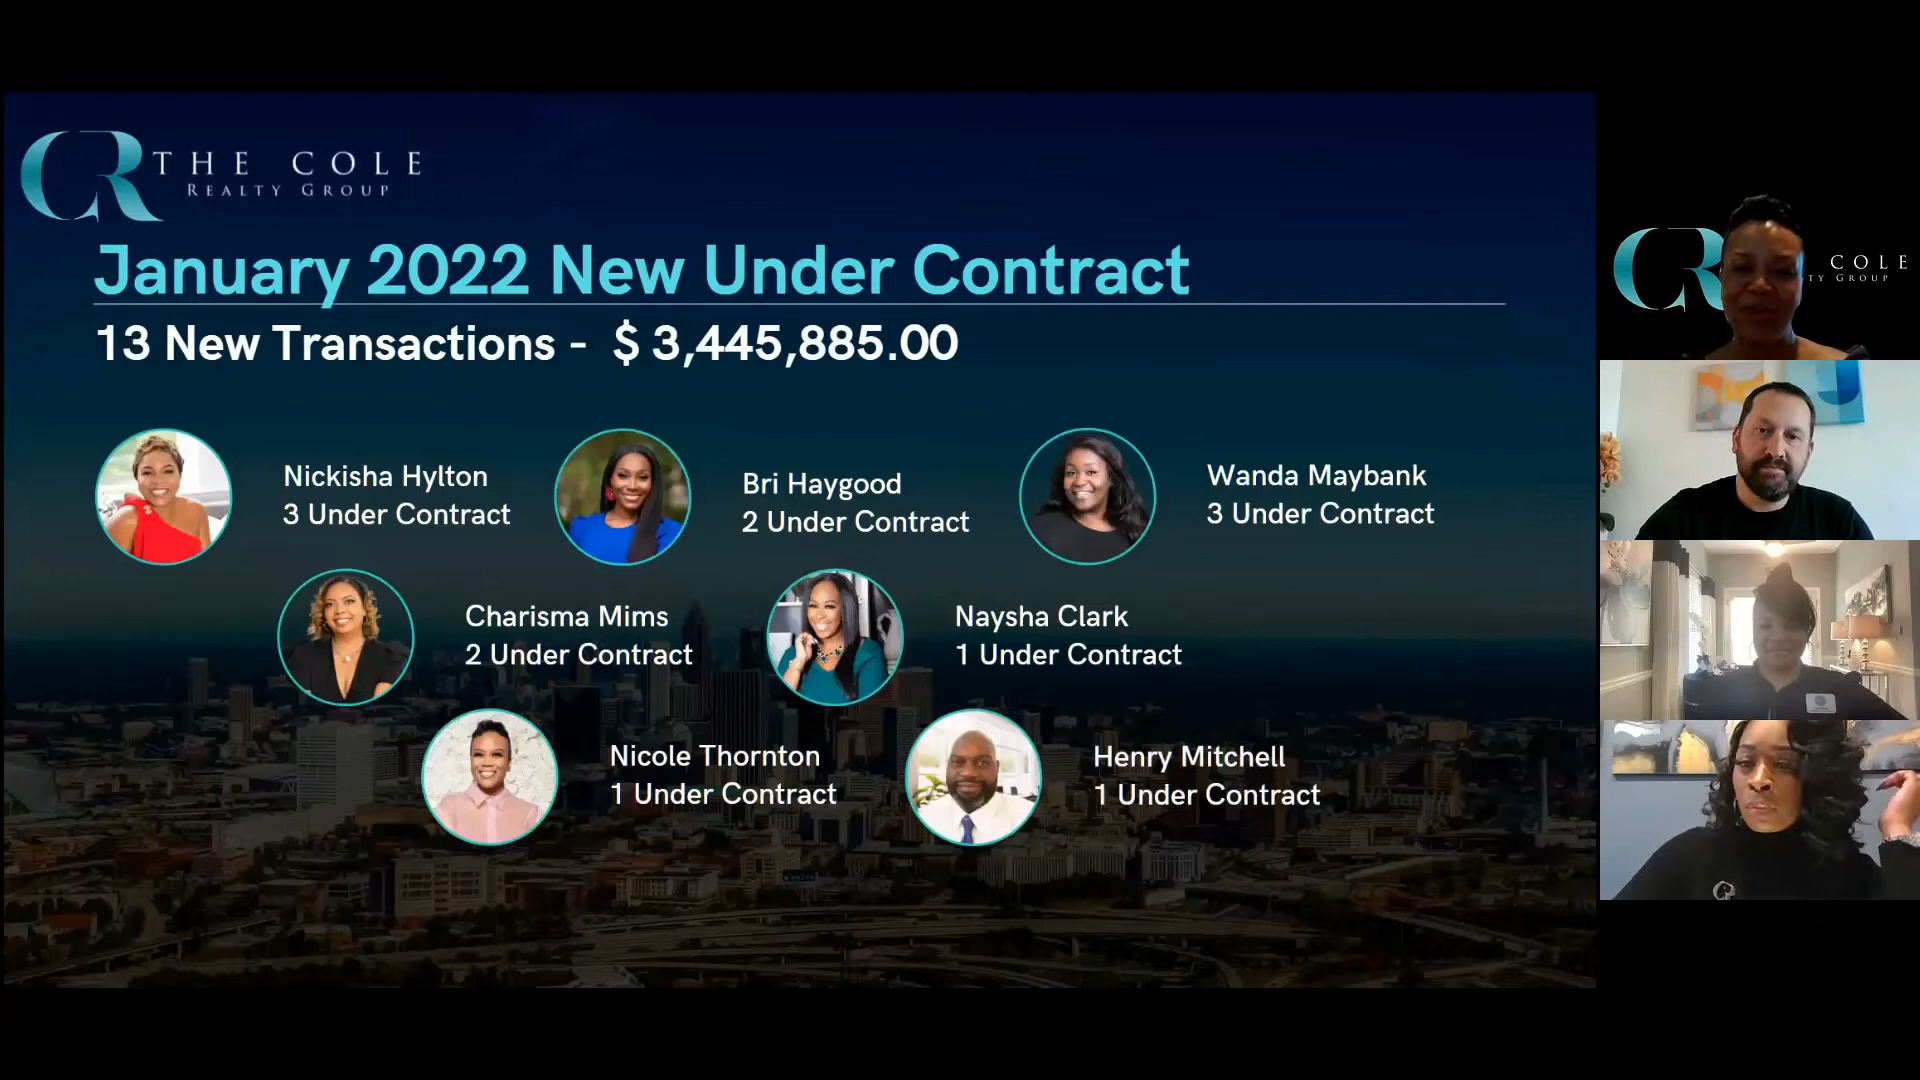 THE COLE
REALTY GROUP
January 2022 New Under Contract
13 New Transactions - $ 3,445,885.00
Nickisha Hylton
3 Under Contract
Bri Haygood
2 Under Contract
Wanda Maybank
3 Under Contract
Charisma Mims
2 Under Contract
Naysha Clark
1 Under Contract
Nicole Thornton
1 Under Contract
Henry Mitchell
1 Under Contract
COLE
TY GROUP